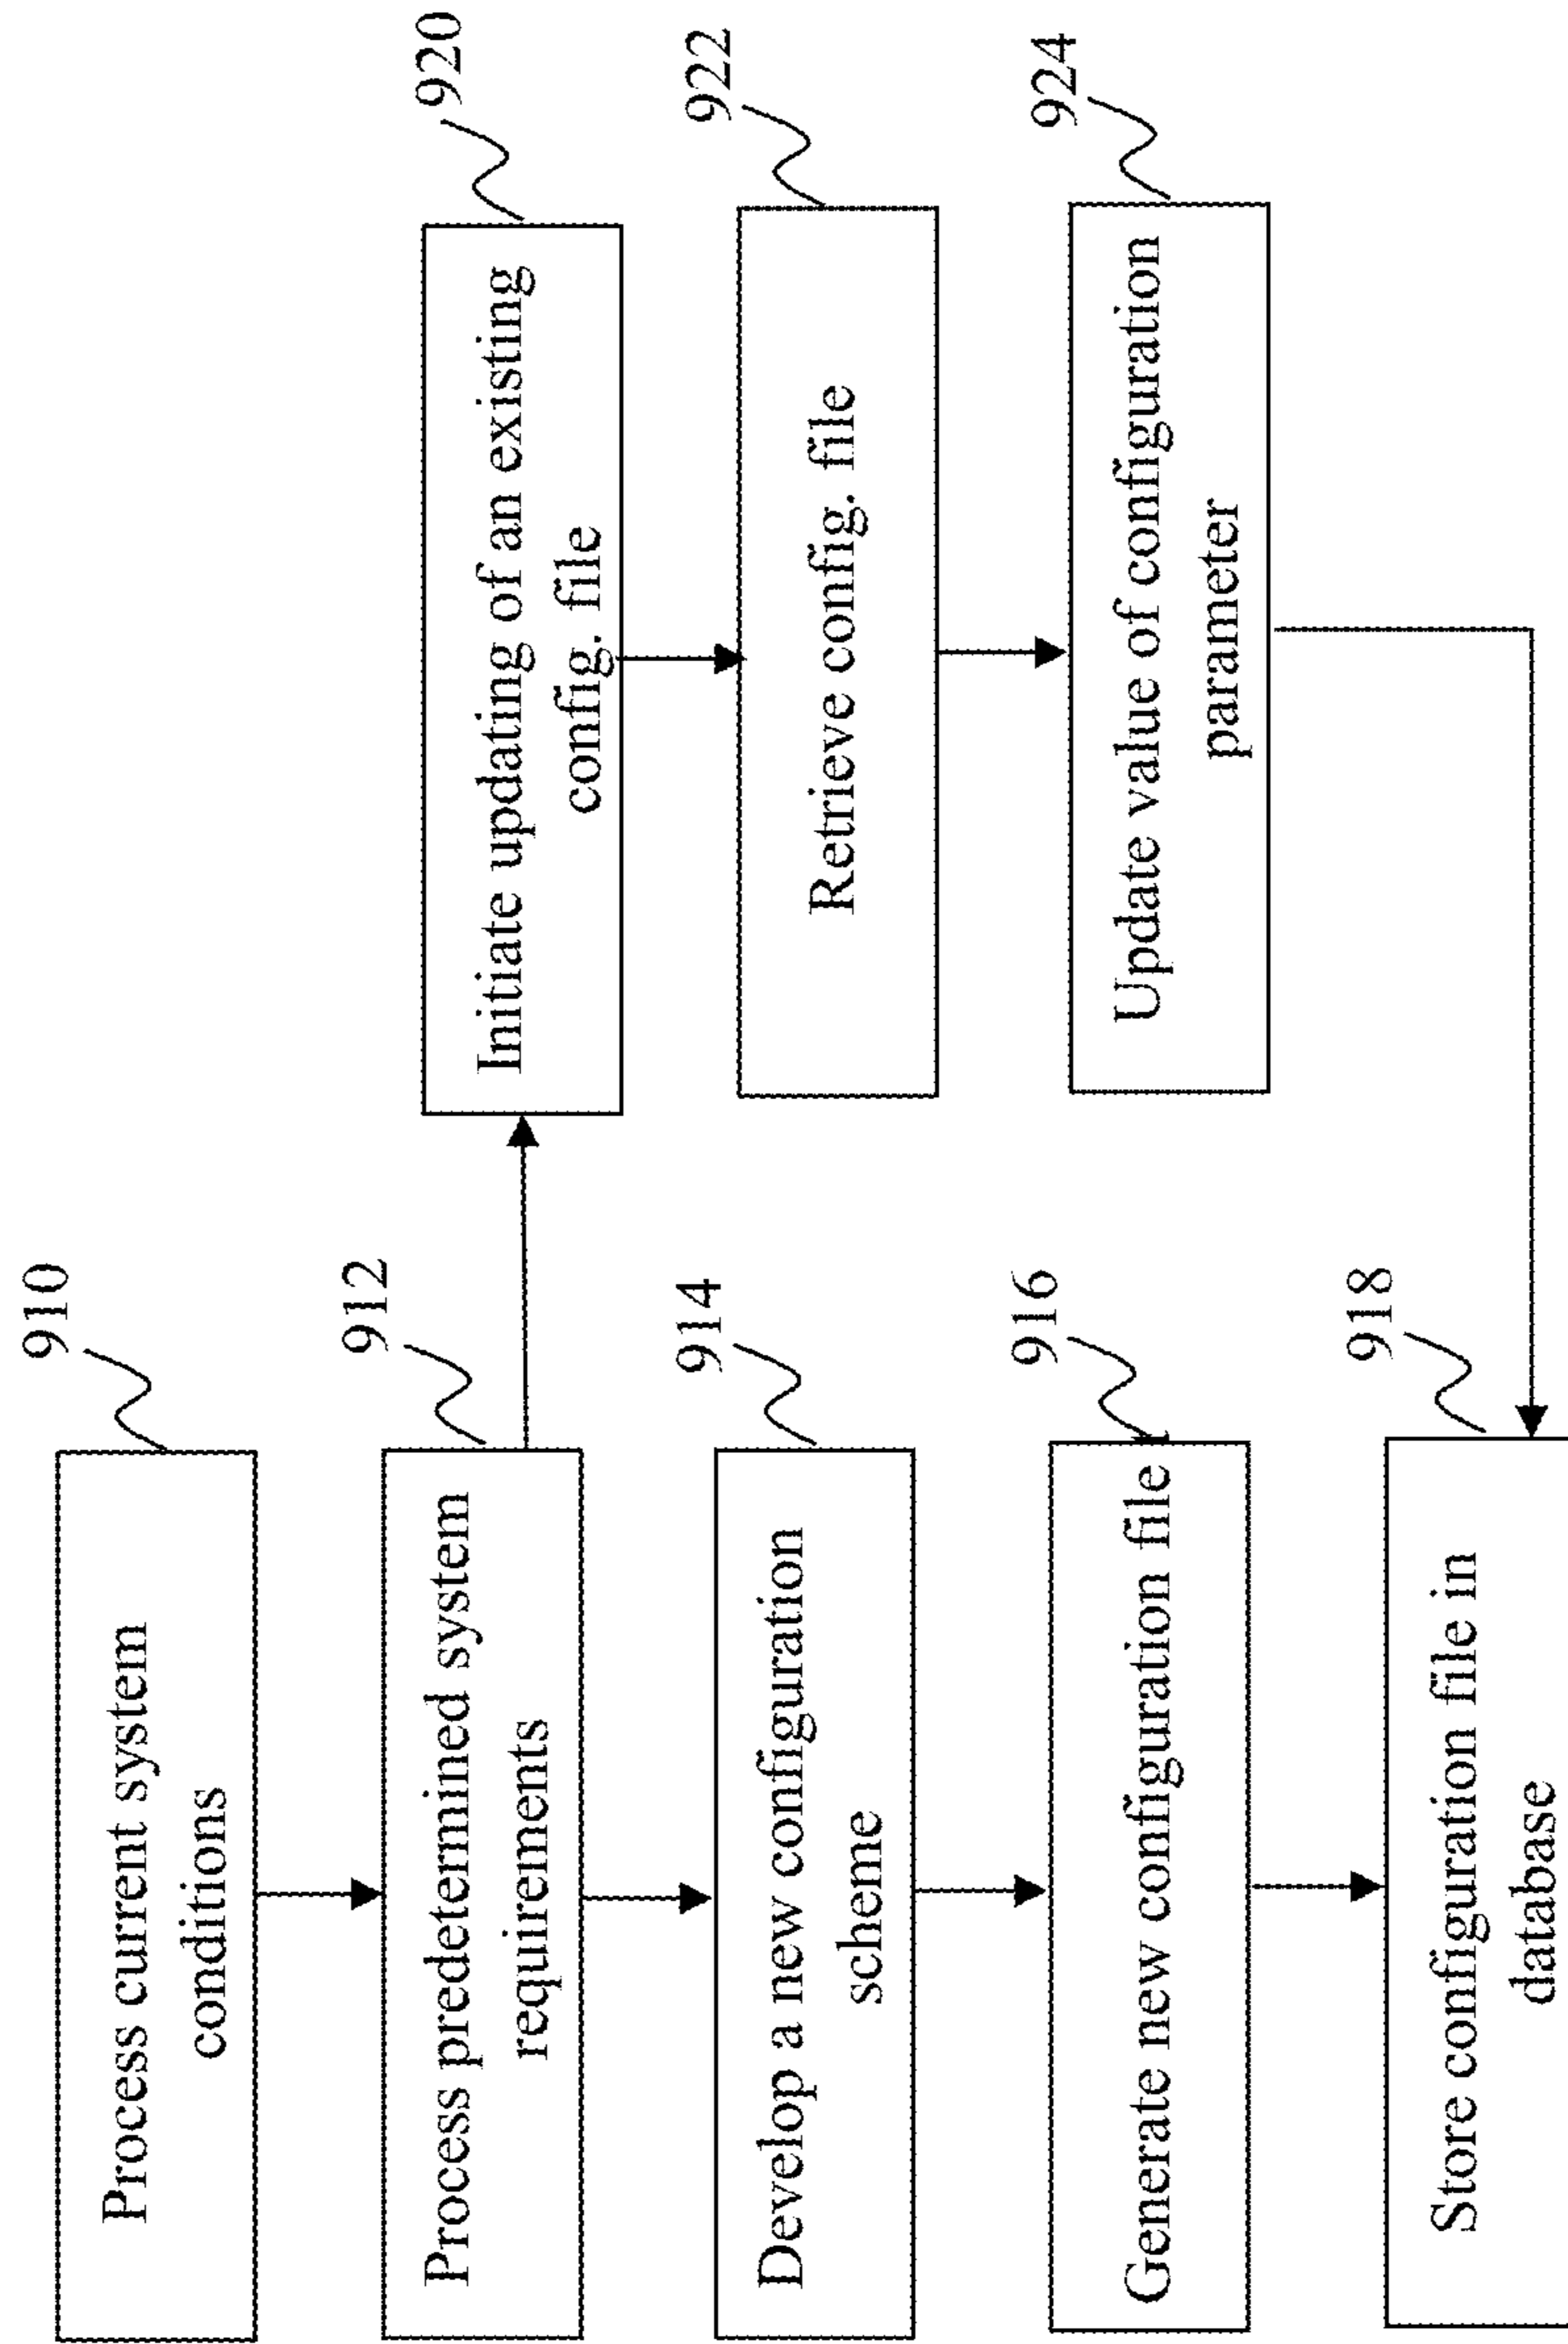 910
Process current system
conditions
912
Process predetermined system
requirements
914
Develop a new configuration
scheme
916
Generate new configuration file
918
Store configuration file in
database
920
Initiate updating of an existing
config. file
922
Retrieve config. file
924
Update value of configuration
parameter